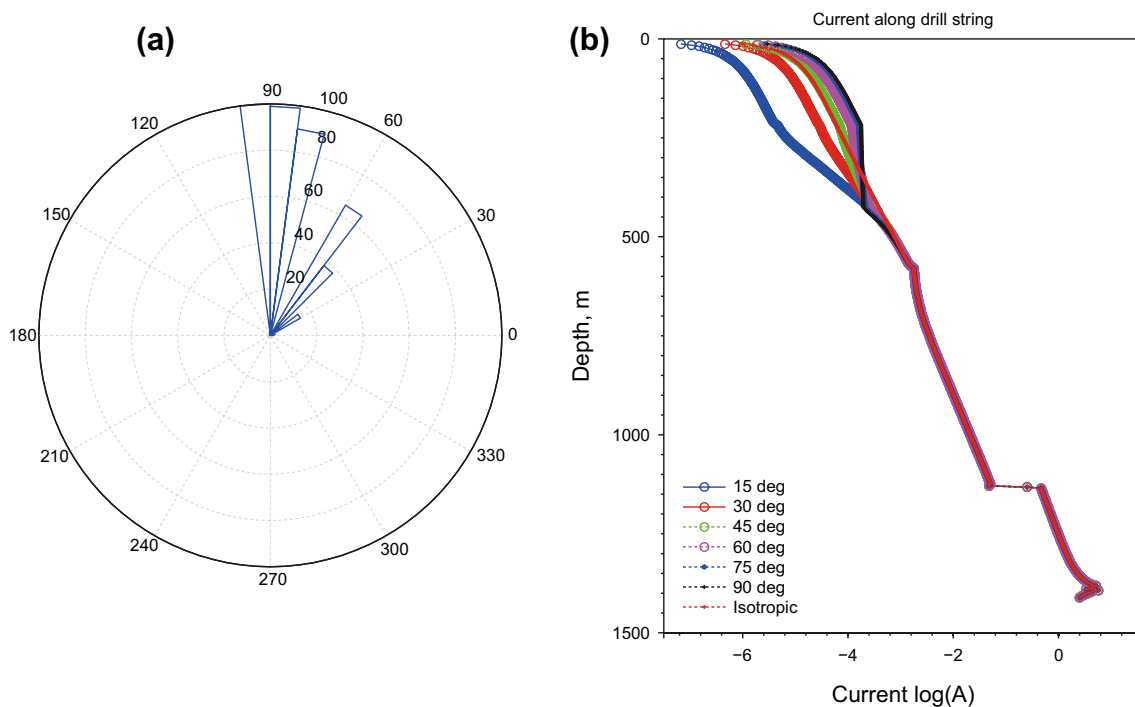 (a)
90
100
120
60
80
150
60
30
40
20
180
0
210
330
240
300
270
(b)
Current along drill string
0
500
1000
1500
Depth, m
15 deg
30 deg
45 deg
60 deg
75 deg
90 deg
Isotropic
−6 −4 −2 0
Current log(A)